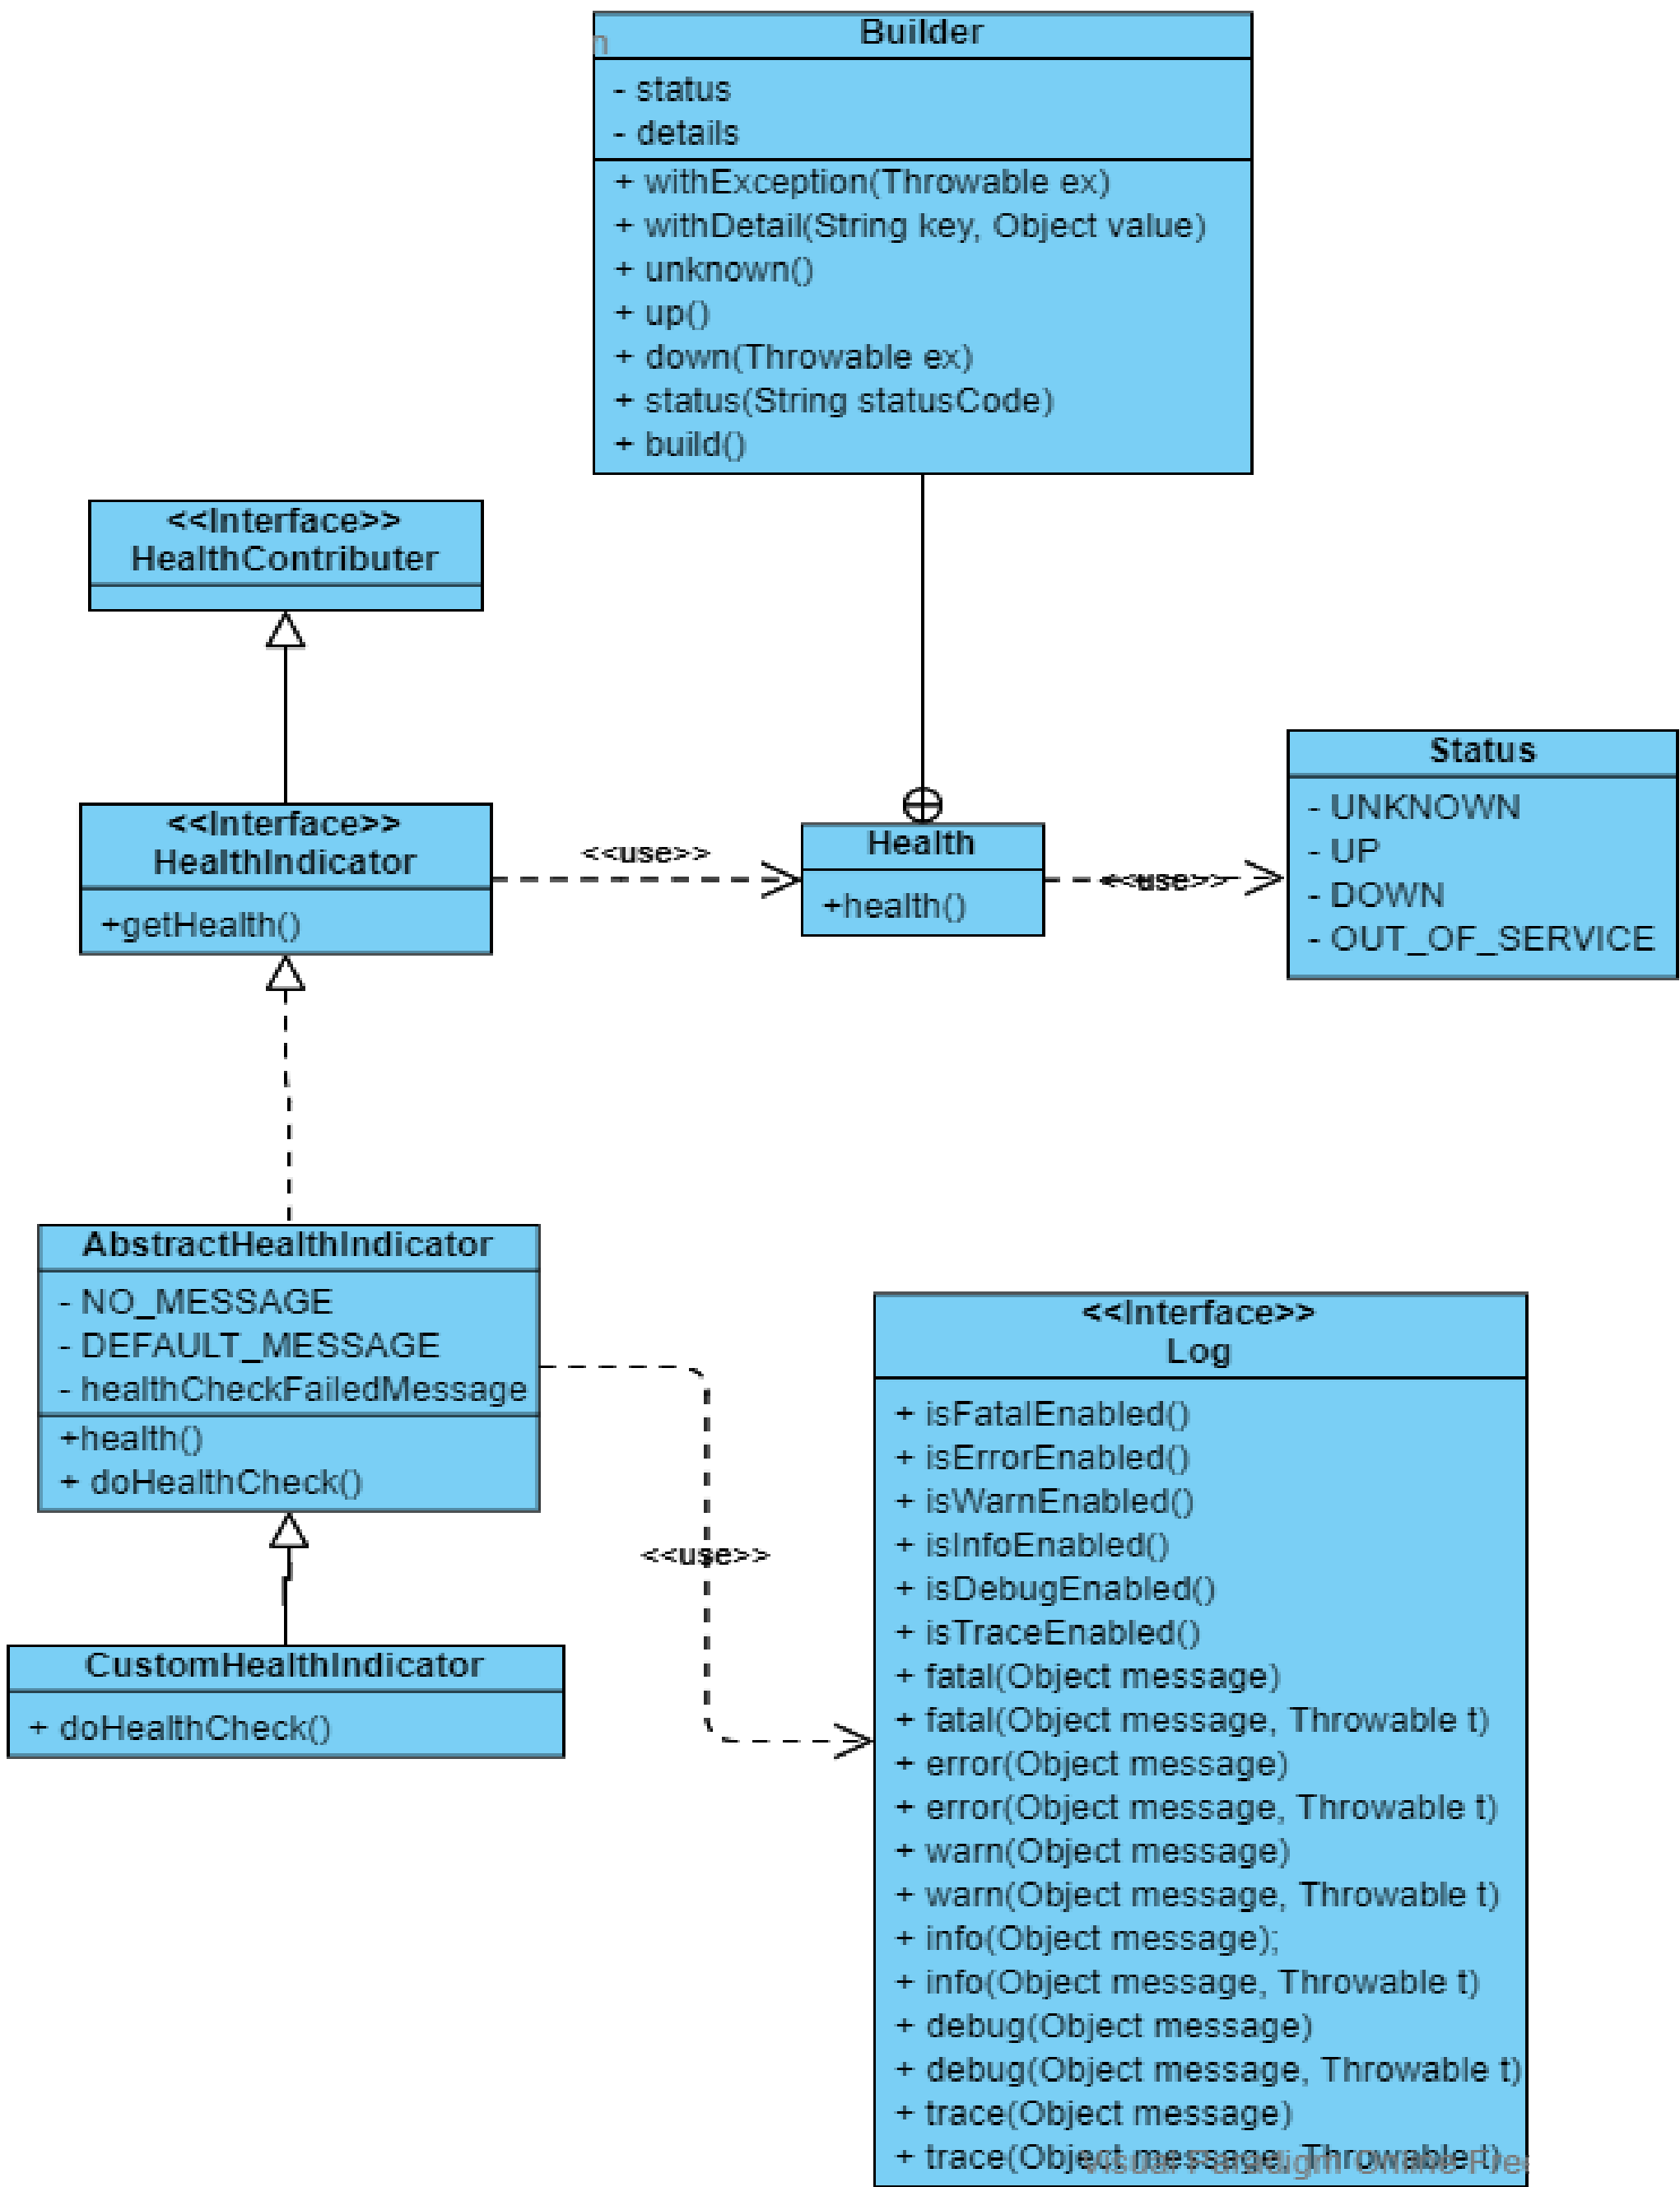 Builder
n
- status
- details
+ withException(Throwable ex)
+ withDetail(String key, Object value)
+ unknown()
+ up()
+ down(Throwable ex)
+ status(String statusCode)
+ build()
<<Interface>>
HealthContributer
<<Interface>>
HealthIndicator
+getHealth()
<<use>>
Health
+health()
<<use>>
Status
- UNKNOWN
- UP
- DOWN
- OUT_OF_SERVICE
AbstractHealthIndicator
- NO_MESSAGE
- DEFAULT_MESSAGE
- healthCheckFailedMessage
+health()
+ doHealthCheck()
<<use>>
CustomHealthIndicator
+ doHealthCheck()
<<Interface>>
Log
+ isFatalEnabled()
+ isErrorEnabled()
+ isWarnEnabled()
+ isInfoEnabled()
+ isDebugEnabled()
+ isTraceEnabled()
+ fatal(Object message)
+ fatal(Object message, Throwable t)
+ error(Object message)
+ error(Object message, Throwable t)
+ warn(Object message)
+ warn(Object message, Throwable t)
+ info(Object message);
+ info(Object message, Throwable t)
+ debug(Object message)
+ debug(Object message, Throwable t)
+ trace(Object message)
+ trace(Object message, Throwable t)
Visual Paradigm Online Fre